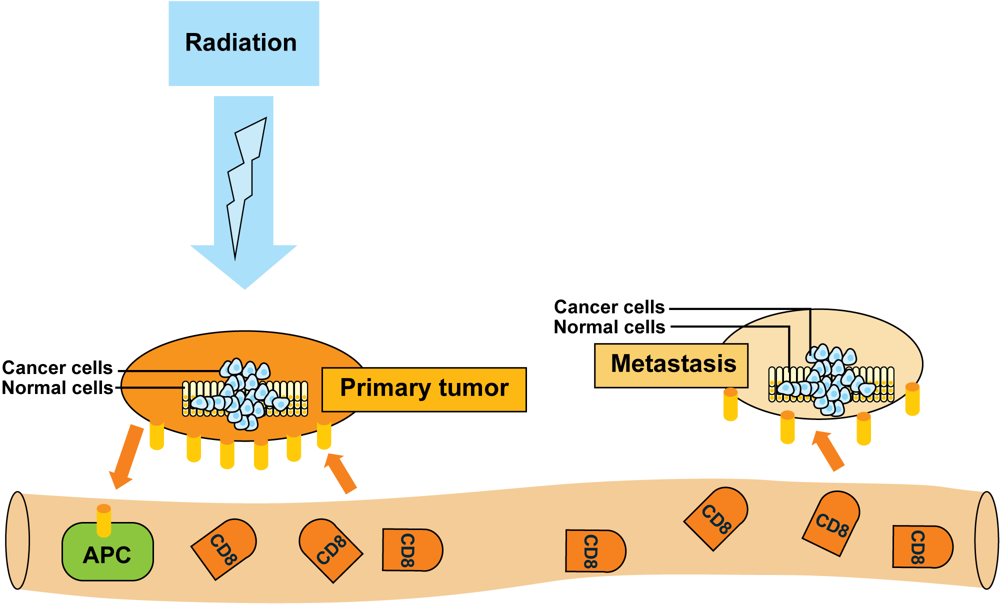 Radiation
Cancer cells
Normal cells
Metastasis
Cancer cells
Normal cells
Primary tumor
APC
CD8
CD8
CD8
CD8
CD8
CD8
CD8